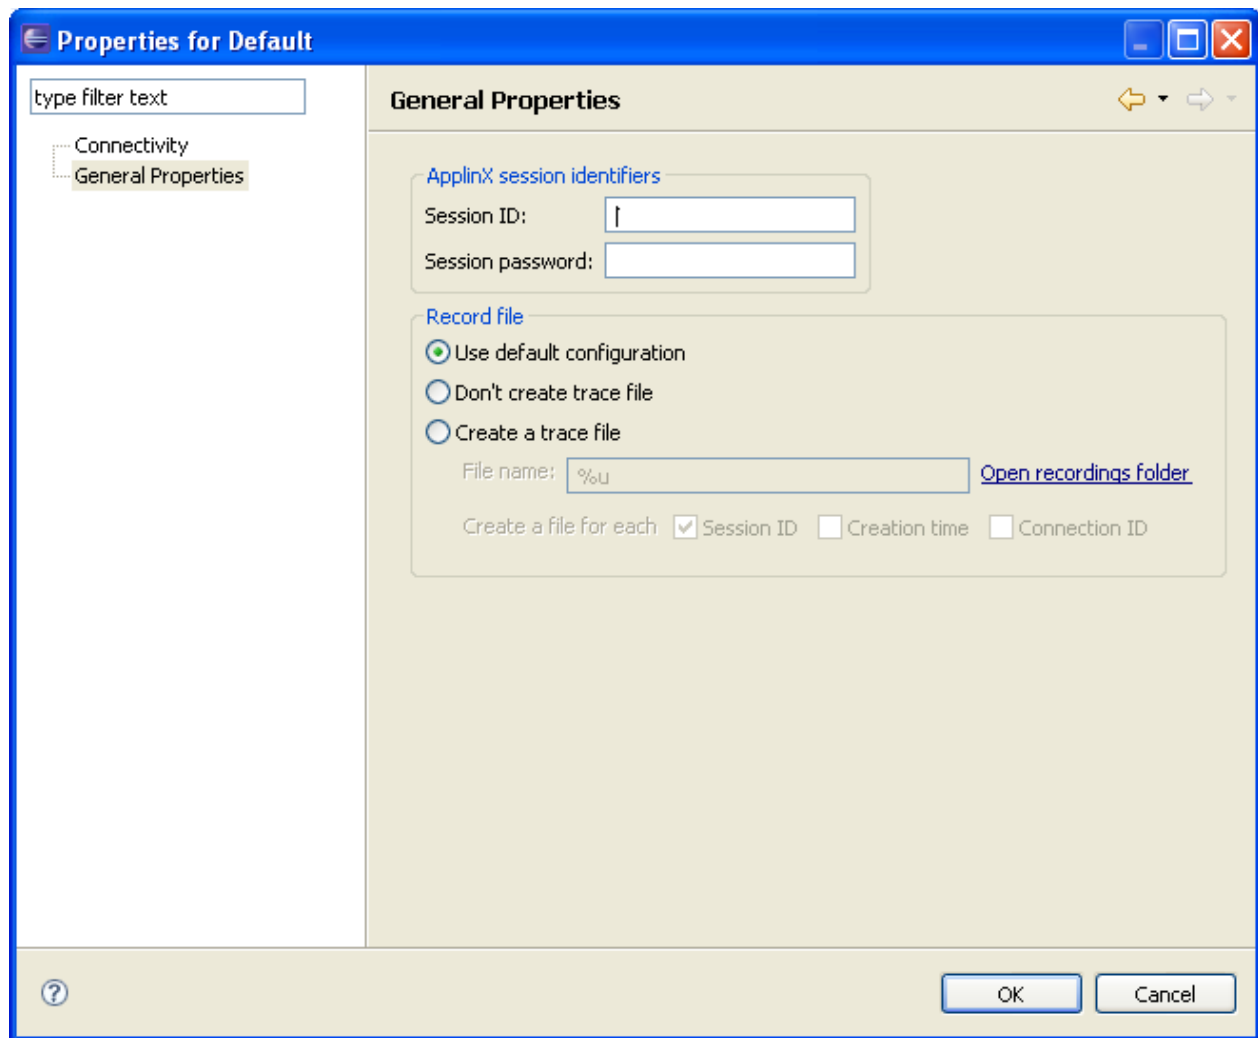 Properties for Default
type filter text
Connectivity
General Properties
General Properties
ApplinX session identifiers
Session ID:
Session password:
Record file
Use default configuration
Don't create trace file
Create a trace file
File name: %u Open recordings folder
Create a file for each Session ID Creation time Connection ID
? OK Cancel